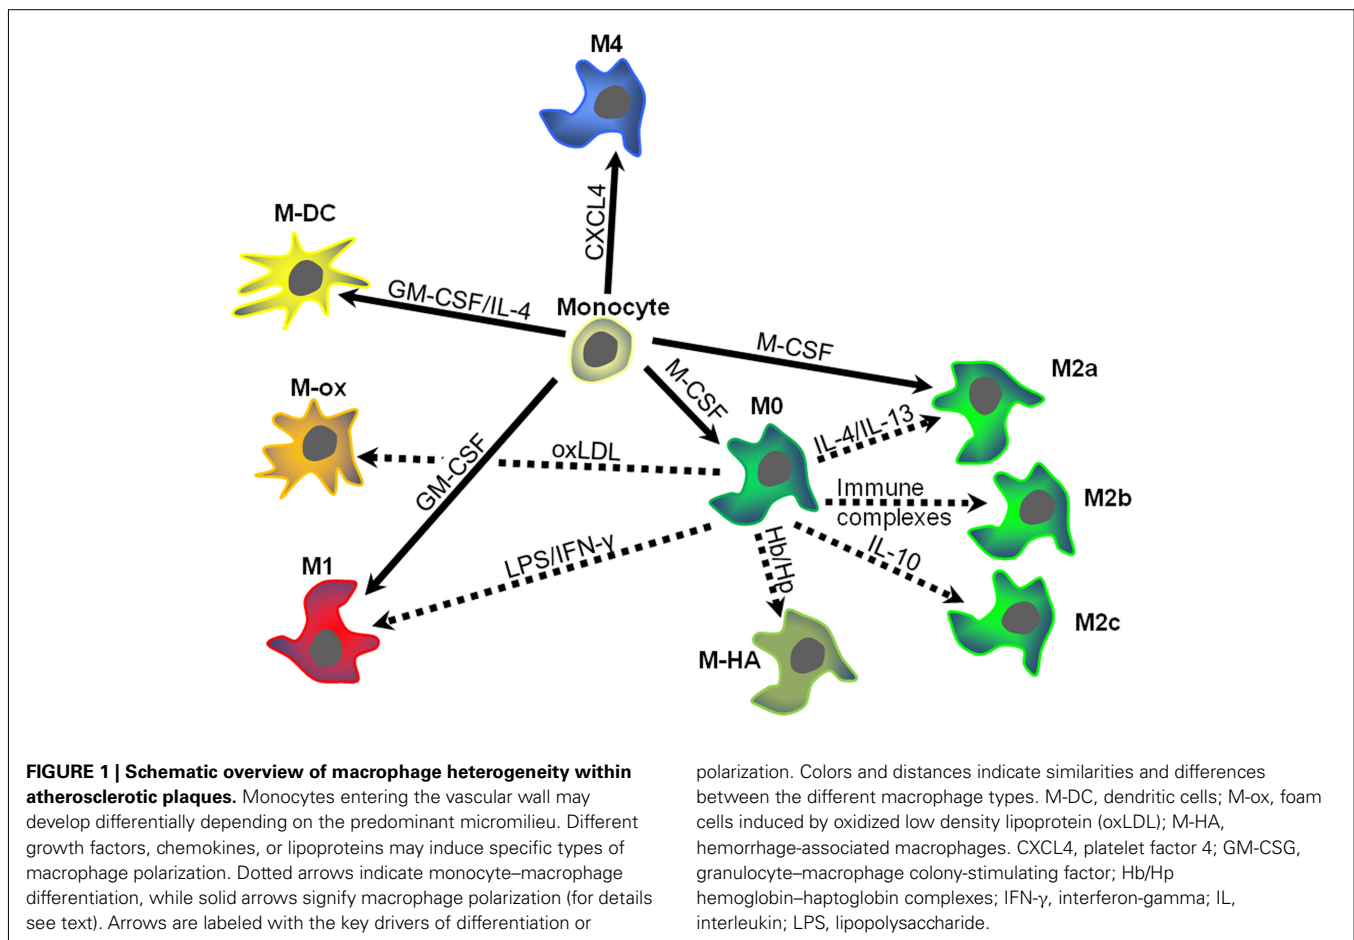 M4
CXCL4
M-DC
GM-CSF/IL-4
Monocyte
M-CSF
M2a
M-ox
M-CSF
M0
IL-4/IL-13
oxLDL
GM-CSF
Immune
complexes
M2b
IL-10
LPS/IFN-γ
Hb/Hp
M1
M2c
M-HA
FIGURE 1 | Schematic overview of macrophage heterogeneity within
atherosclerotic plaques. Monocytes entering the vascular wall may
develop differentially depending on the predominant micromilieu. Different
growth factors, chemokines, or lipoproteins may induce specific types of
macrophage polarization. Dotted arrows indicate monocyte–macrophage
differentiation, while solid arrows signify macrophage polarization (for details
see text). Arrows are labeled with the key drivers of differentiation or
polarization. Colors and distances indicate similarities and differences
between the different macrophage types. M-DC, dendritic cells; M-ox, foam
cells induced by oxidized low density lipoprotein (oxLDL); M-HA,
hemorrhage-associated macrophages. CXCL4, platelet factor 4; GM-CSG,
granulocyte–macrophage colony-stimulating factor; Hb/Hp
hemoglobin–haptoglobin complexes; IFN-γ, interferon-gamma; IL,
interleukin; LPS, lipopolysaccharide.